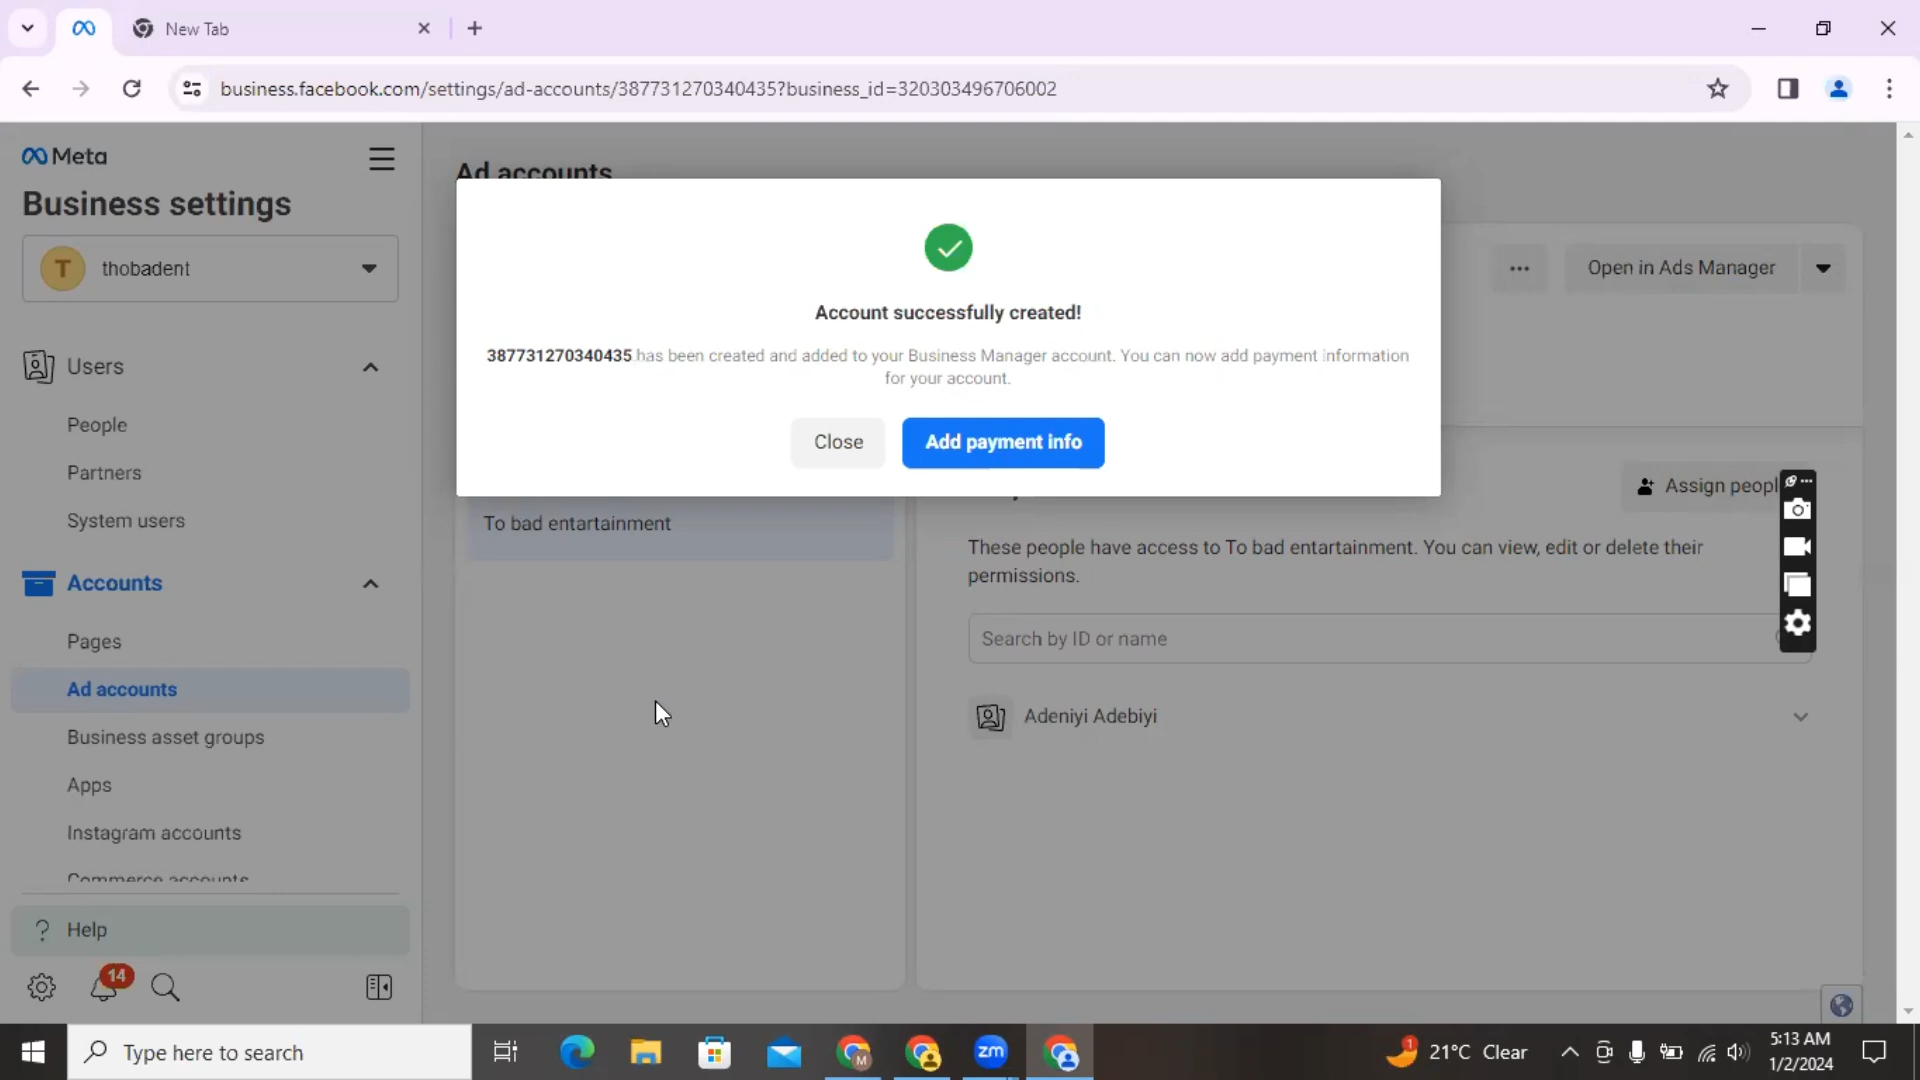 New Tab
business.facebook.com/settings/ad-accounts/387731270340435?business_id=320303496706002
Meta
Business settings
T thobadent
Users
People
Partners
System users
Accounts
Pages
Ad accounts
Business asset groups
Apps
Instagram accounts
Commerce accounts
? Help
14
Ad accounts
Open in Ads Manager
Account successfully created!
387731270340435 has been created and added to your Business Manager account. You can now add payment information
for your account.
Close
Add payment info
To bad entartainment
Assign peopl
These people have access to To bad entartainment. You can view, edit or delete their
permissions.
Search by ID or name
Adeniyi Adebiyi
Type here to search
M
zm
1
21°C Clear
5:13 AM
1/2/2024